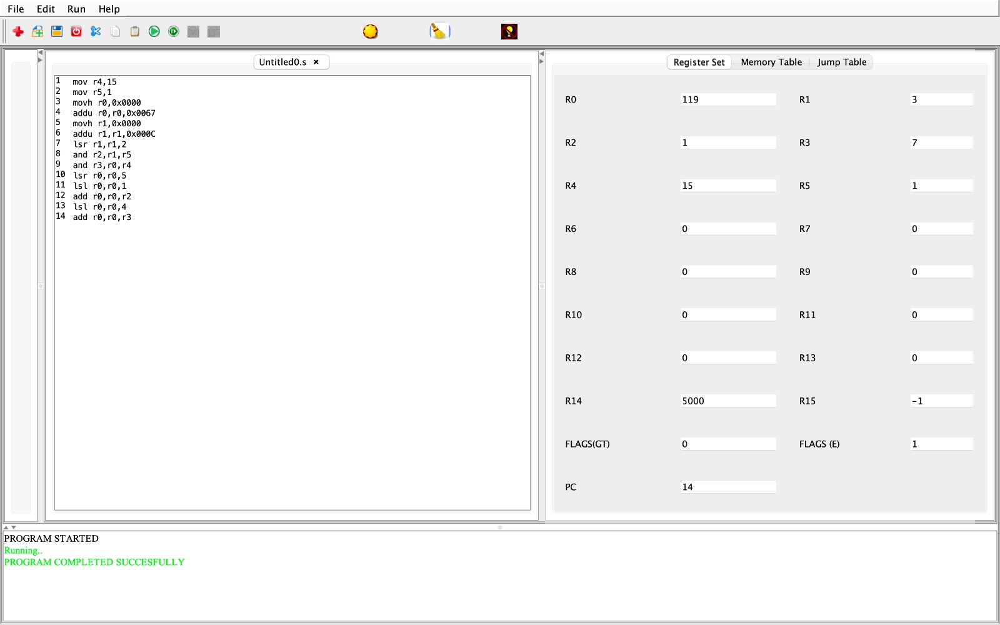 File Edit Run Help
Untitled0.s ×
1 mov r4,15
2 mov r5,1
3 movh r0,0x0000
4 addu r0,r0,0x0067
5 movh r1,0x0000
6 addu r1,r1,0x000C
7 lsr r1,r1,2
8 and r2,r1,r5
9 and r3,r0,r4
10 lsr r0,r0,5
11 lsl r0,r0,1
12 add r0,r0,r2
13 lsl r0,r0,4
14 add r0,r0,r3
Register Set Memory Table Jump Table
R0 119 R1 3
R2 1 R3 7
R4 15 R5 1
R6 0 R7 0
R8 0 R9 0
R10 0 R11 0
R12 0 R13 0
R14 5000 R15 -1
FLAGS(GT) 0 FLAGS (E) 1
PC 14
PROGRAM STARTED
Running..
PROGRAM COMPLETED SUCCESFULLY